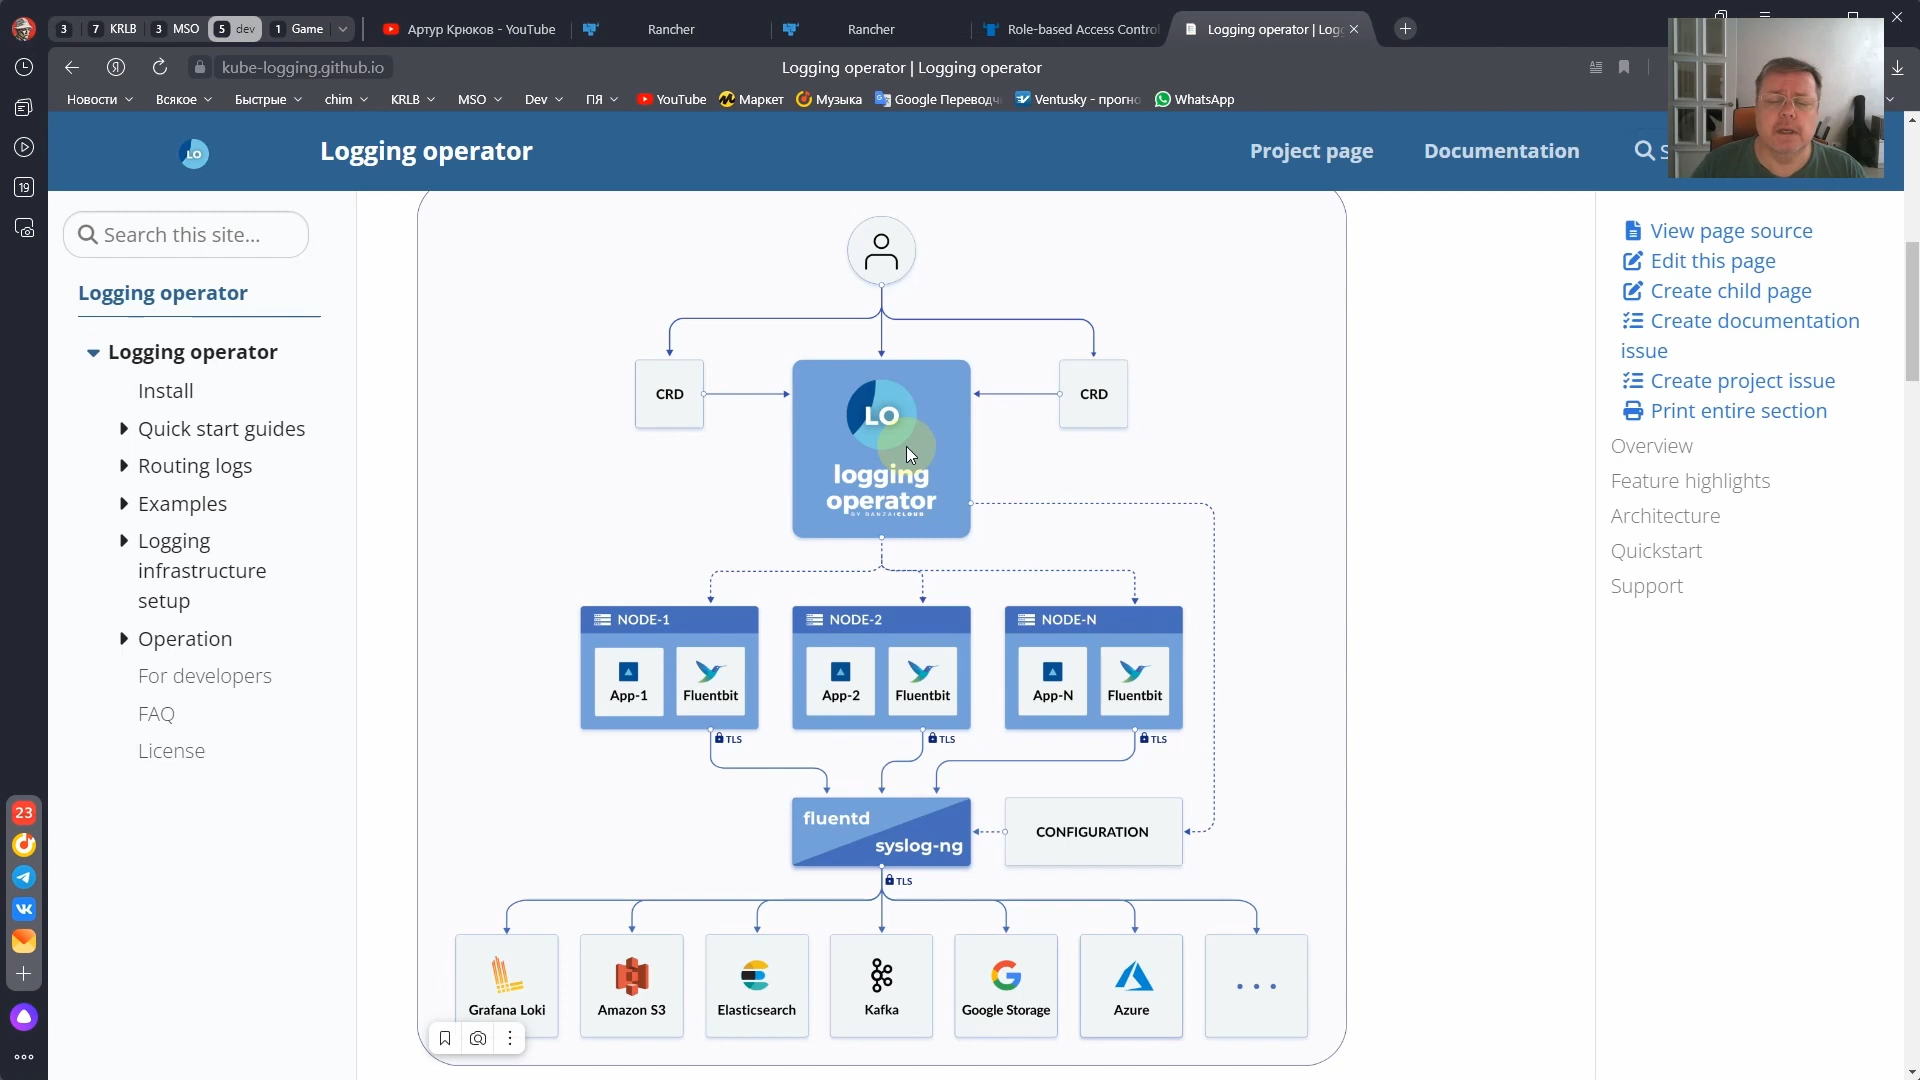 3
7 KRLB
3 MSO
5 dev
1 Game
Артур Крюков - YouTube
Rancher
Rancher
Role-based Access Control
Logging operator | Log
kube-logging.github.io
Logging operator | Logging operator
Новости
Всякое
Быстрые
chim
KRLB
MSO
Dev
ПЯ
YouTube
Маркет
Музыка
Google Переводч
Ventusky - прогно
WhatsApp
19
LO
Logging operator
Project page
Documentation
S
Search this site...
Logging operator
Logging operator
Install
Quick start guides
Routing logs
Examples
Logging
infrastructure
setup
Operation
For developers
FAQ
License
23
CRD
CRD
LO
logging
operator
BY BANZAICLOUD
NODE-1
NODE-2
NODE-N
App-1
Fluentbit
App-2
Fluentbit
App-N
Fluentbit
TLS
TLS
TLS
fluentd
syslog-ng
CONFIGURATION
TLS
Grafana Loki
Amazon S3
Elasticsearch
Kafka
Google Storage
Azure
View page source
Edit this page
Create child page
Create documentation
issue
Create project issue
Print entire section
Overview
Feature highlights
Architecture
Quickstart
Support